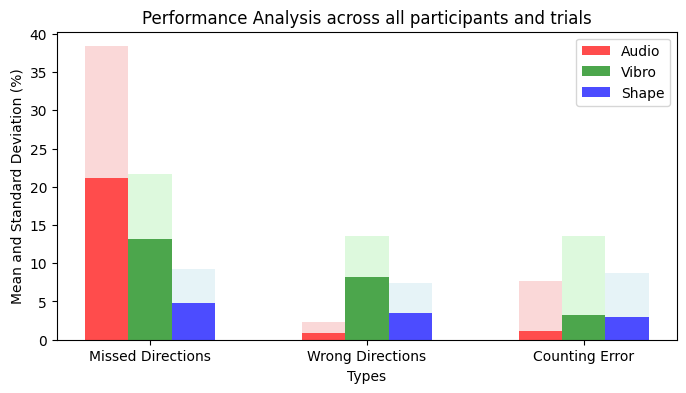 Performance Analysis across all participants and trials
Mean and Standard Deviation (%)
40
35
30
25
20
15
10
5
0
Audio
Vibro
Shape
Missed Directions
Wrong Directions
Counting Error
Types